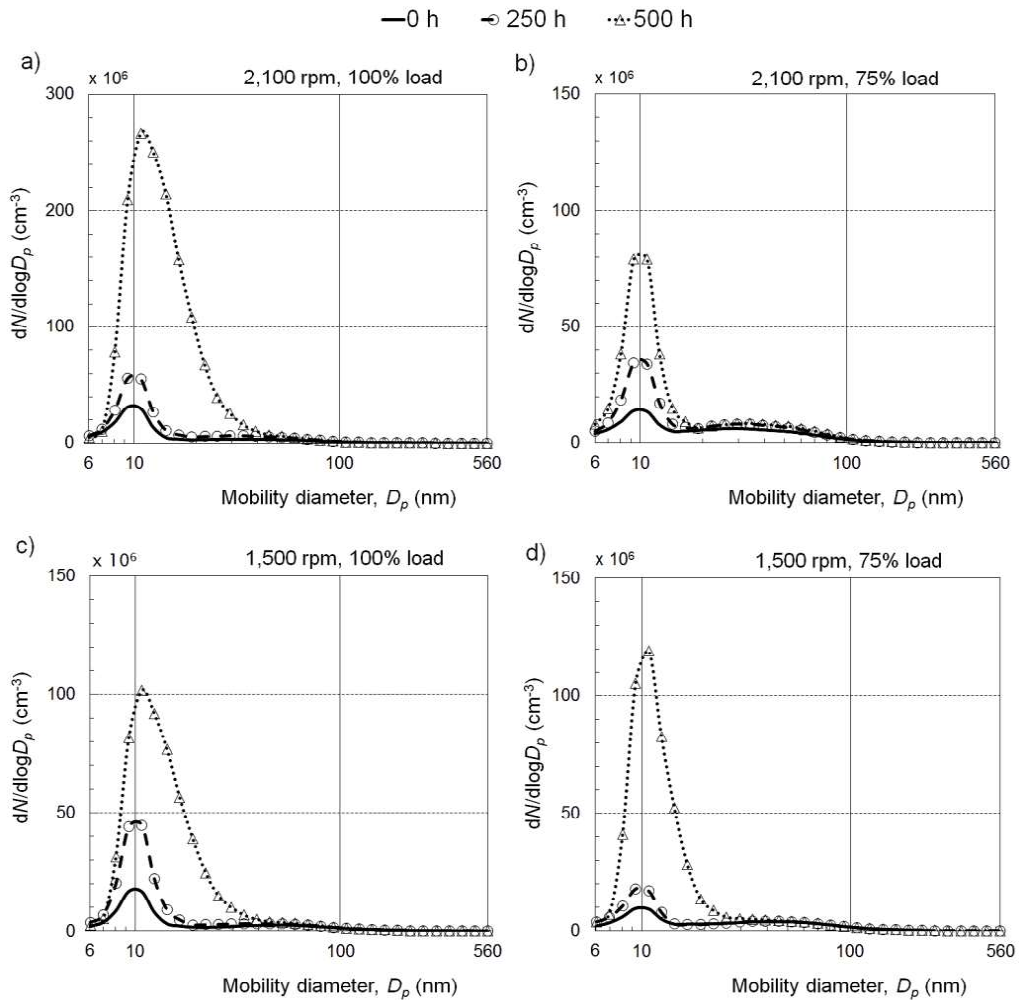 0 h 250 h 500 h
a)
x 10⁶ 2,100 rpm, 100% load
300
200
100
0
dN/dlogDₚ (cm⁻³)
6 10 100 560
Mobility diameter, Dₚ (nm)
b)
x 10⁶ 2,100 rpm, 75% load
150
100
50
0
dN/dlogDₚ (cm⁻³)
6 10 100 560
Mobility diameter, Dₚ (nm)
c)
x 10⁶ 1,500 rpm, 100% load
150
100
50
0
dN/dlogDₚ (cm⁻³)
6 10 100 560
Mobility diameter, Dₚ (nm)
d)
x 10⁶ 1,500 rpm, 75% load
150
100
50
0
dN/dlogDₚ (cm⁻³)
6 10 100 560
Mobility diameter, Dₚ (nm)